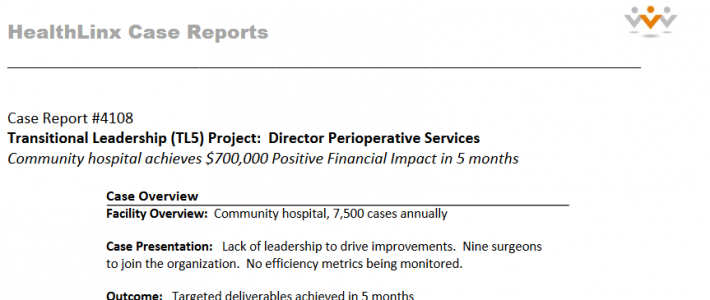 HealthLinx Case Reports
Case Report #4108
Transitional Leadership (TL5) Project:  Director Perioperative Services
Community hospital achieves $700,000 Positive Financial Impact in 5 months
Case Overview
Facility Overview:  Community hospital, 7,500 cases annually
Case Presentation:   Lack of leadership to drive improvements.  Nine surgeons
to join the organization.  No efficiency metrics being monitored.
Outcome:   Targeted deliverables achieved in 5 months